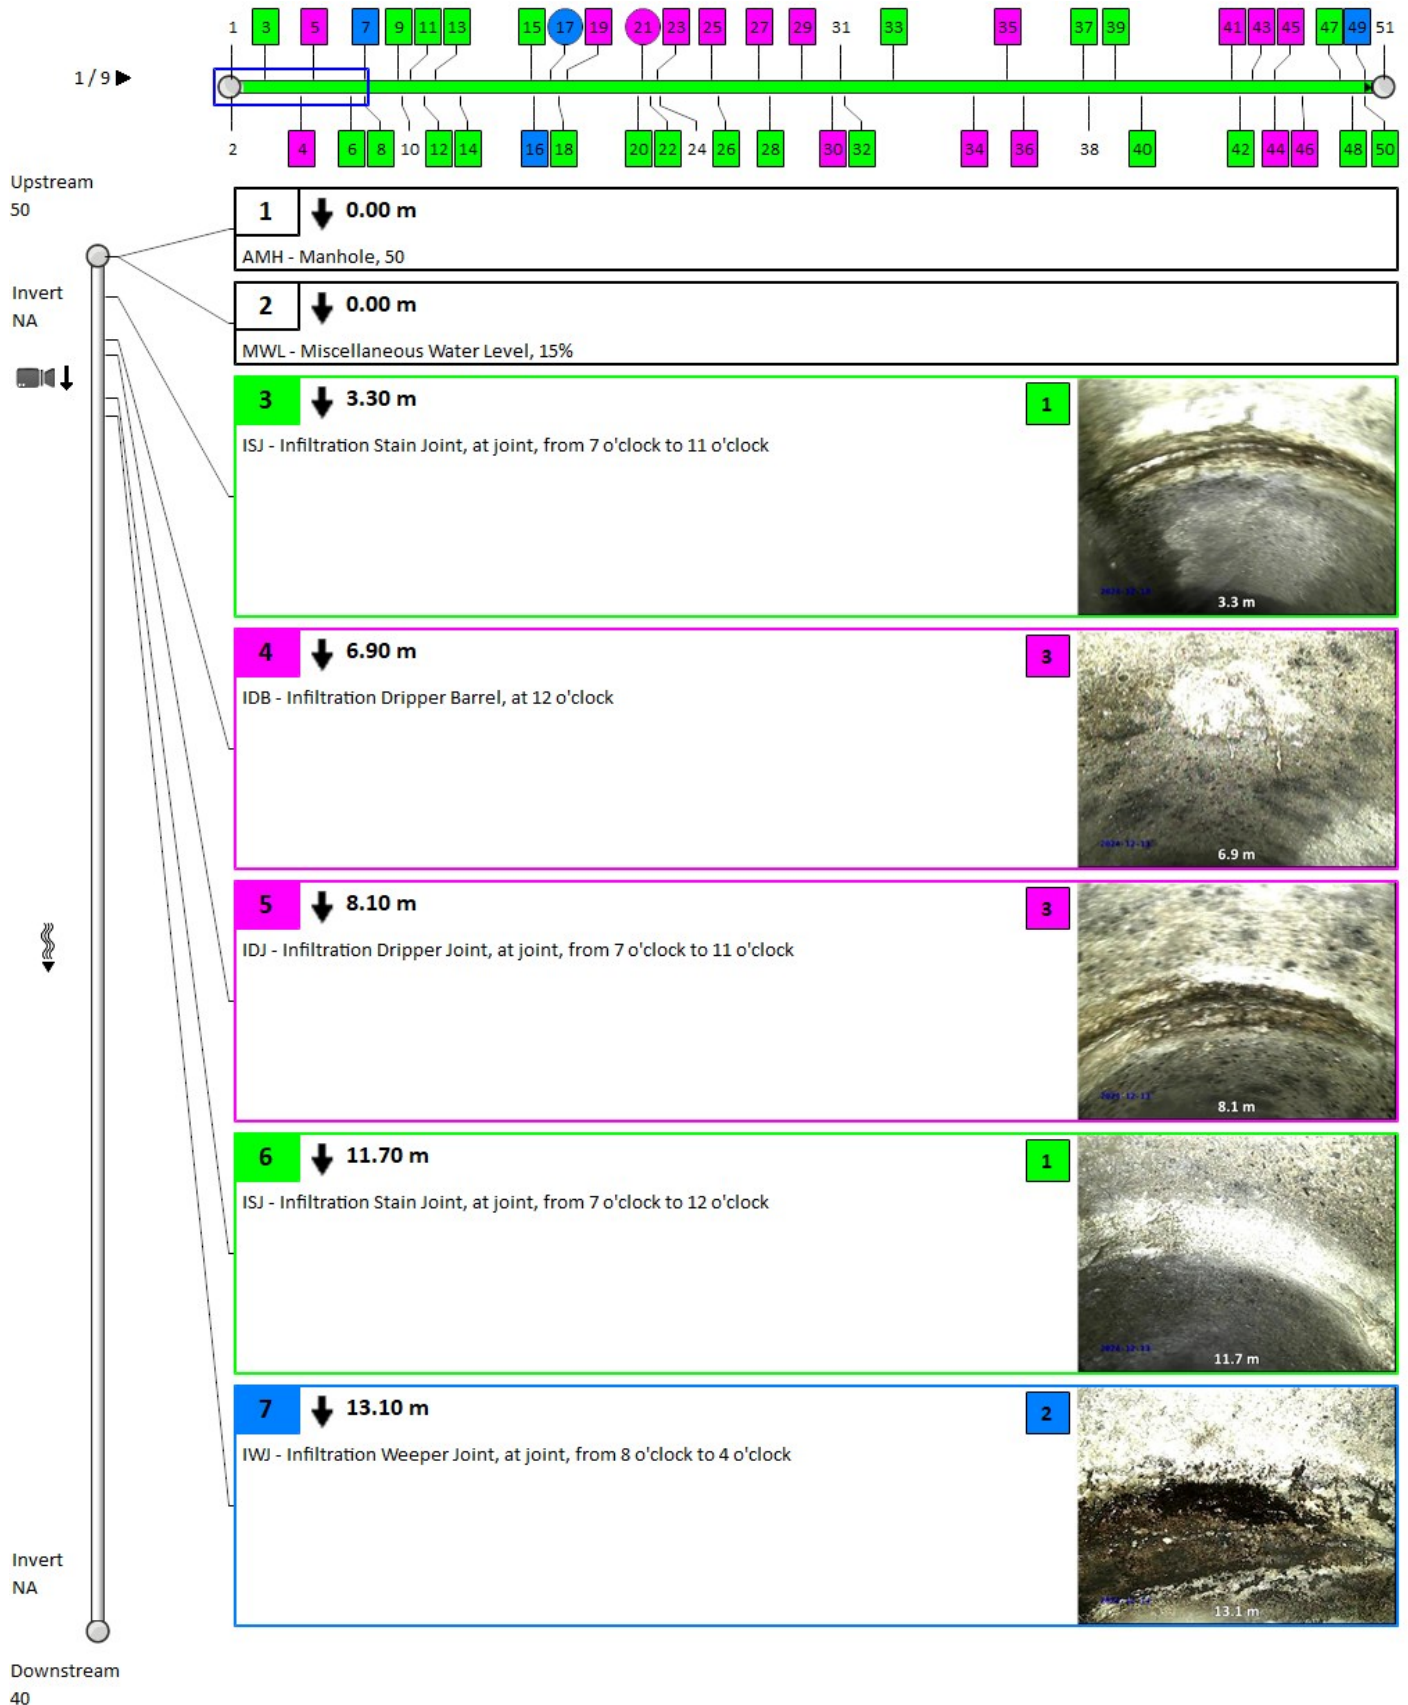 1 3 5 7 9 11 13 15 17 19 21 23 25 27 29 31 33 35 37 39 41 43 45 47 49 51
1 / 9
2 4 6 8 10 12 14 16 18 20 22 24 26 28 30 32 34 36 38 40 42 44 46 48 50
Upstream
50
1 0.00 m
AMH - Manhole, 50
Invert
NA
2 0.00 m
MWL - Miscellaneous Water Level, 15%
3 3.30 m 1
ISJ - Infiltration Stain Joint, at joint, from 7 o'clock to 11 o'clock
3.3 m
4 6.90 m 3
IDB - Infiltration Dripper Barrel, at 12 o'clock
6.9 m
5 8.10 m 3
IDJ - Infiltration Dripper Joint, at joint, from 7 o'clock to 11 o'clock
8.1 m
6 11.70 m 1
ISJ - Infiltration Stain Joint, at joint, from 7 o'clock to 12 o'clock
11.7 m
7 13.10 m 2
IWJ - Infiltration Weeper Joint, at joint, from 8 o'clock to 4 o'clock
13.1 m
Invert
NA
Downstream
40